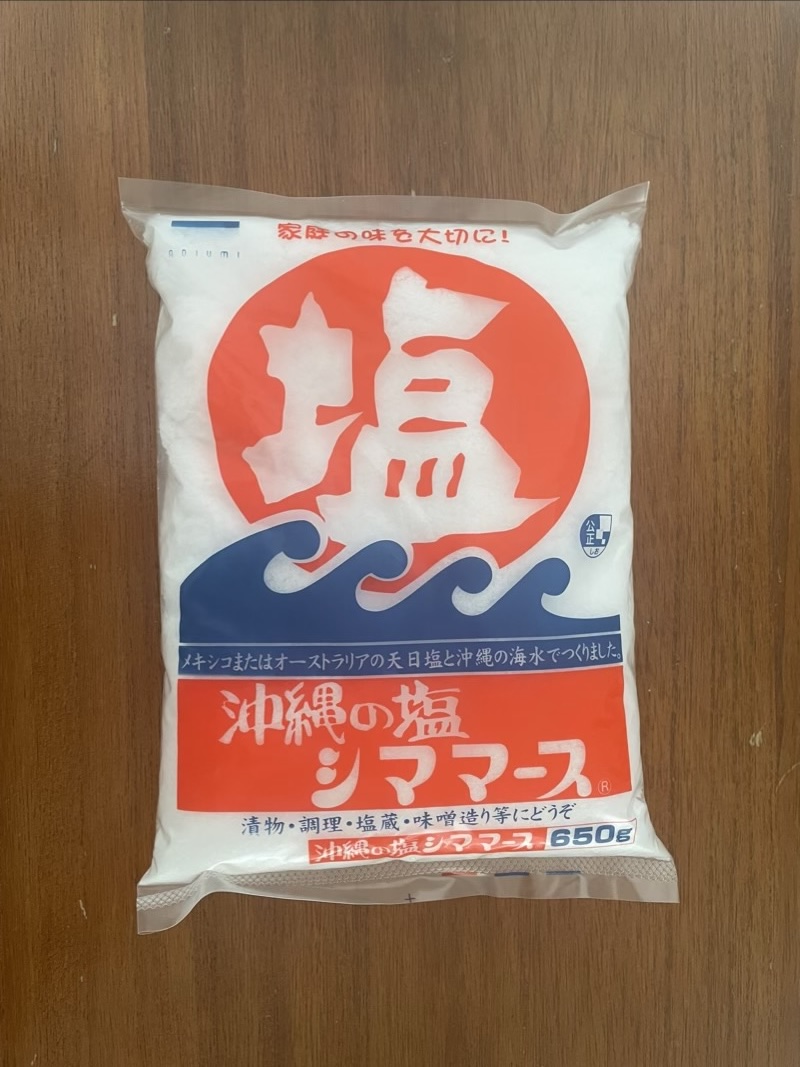 家庭の味を大切に!
aoiumi
塩
公正
しお
メキシコまたはオーストラリアの天日塩と沖縄の海水でつくりました。
沖縄の塩
シママース®
漬物・調理・塩蔵・味噌造り等にどうぞ
沖縄の塩シママース 650g